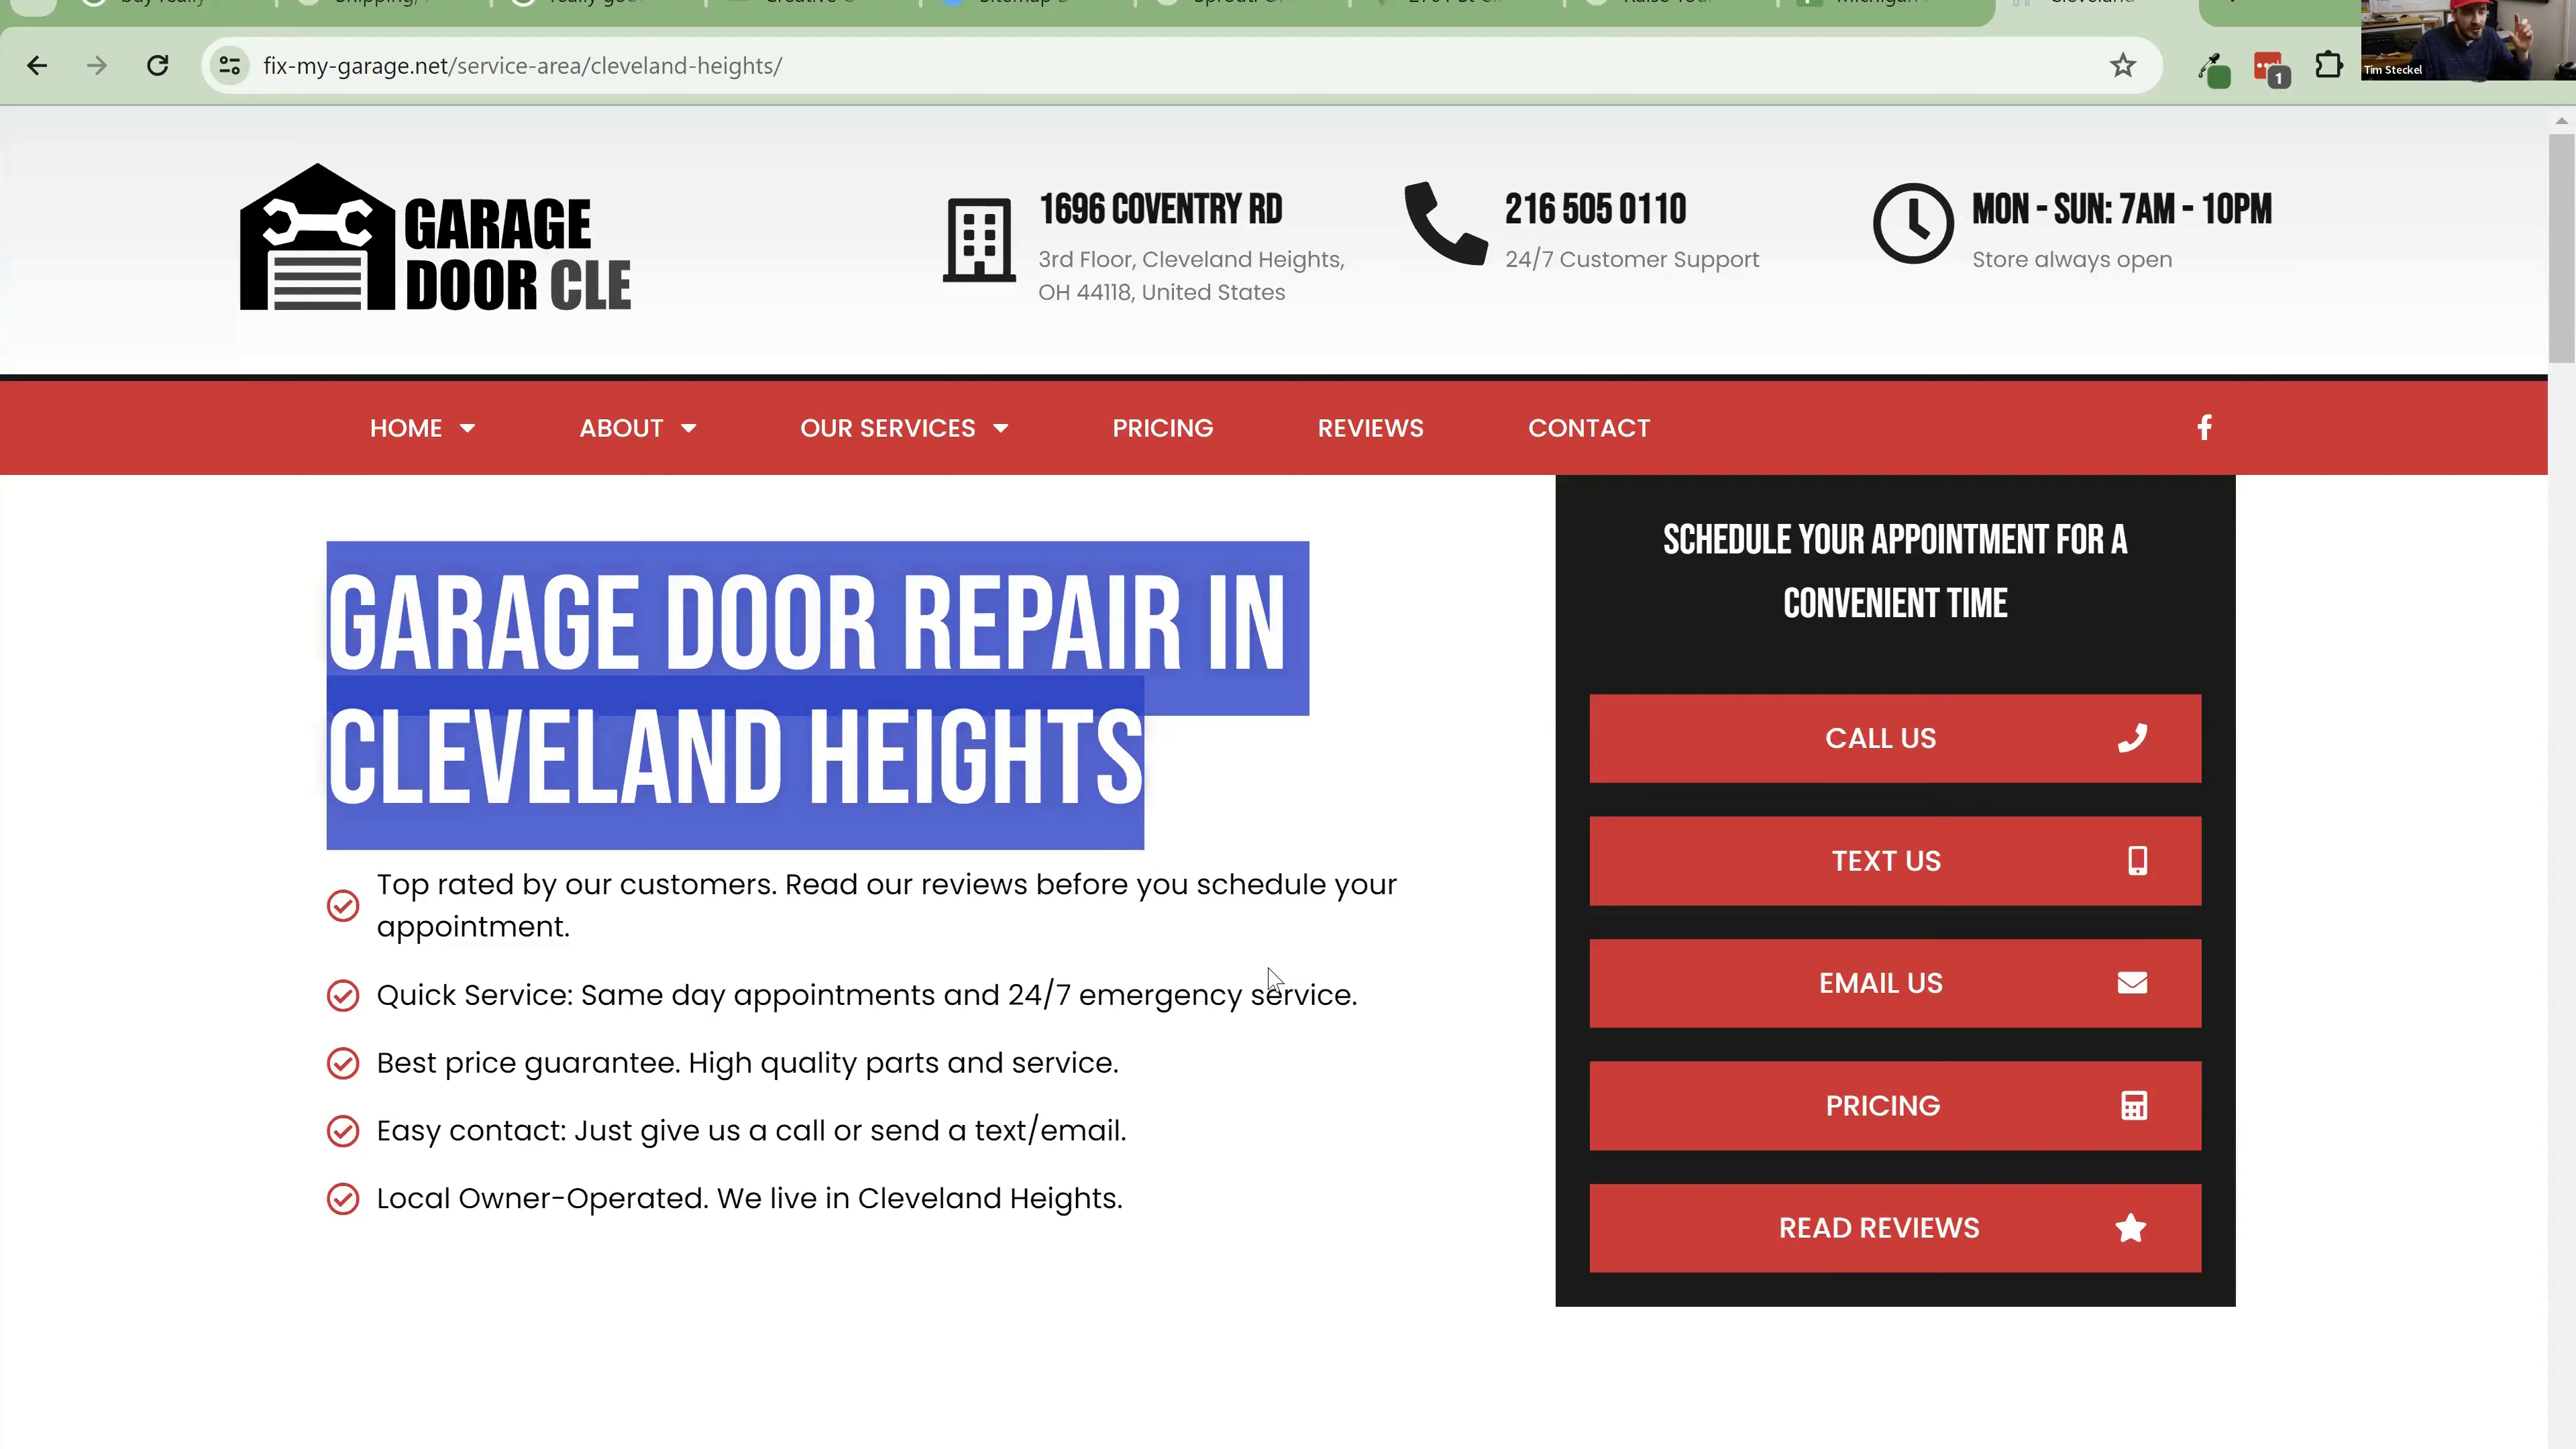 fix-my-garage.net/service-area/cleveland-heights/
1
Tim Steckel
GARAGE
DOOR CLE
1696 COVENTRY RD
3rd Floor, Cleveland Heights,
OH 44118, United States
216 505 0110
24/7 Customer Support
MON - SUN: 7AM - 10PM
Store always open
HOME
ABOUT
OUR SERVICES
PRICING
REVIEWS
CONTACT
GARAGE DOOR REPAIR IN
CLEVELAND HEIGHTS
Top rated by our customers. Read our reviews before you schedule your
appointment.
Quick Service: Same day appointments and 24/7 emergency service.
Best price guarantee. High quality parts and service.
Easy contact: Just give us a call or send a text/email.
Local Owner-Operated. We live in Cleveland Heights.
SCHEDULE YOUR APPOINTMENT FOR A
CONVENIENT TIME
CALL US
TEXT US
EMAIL US
PRICING
READ REVIEWS